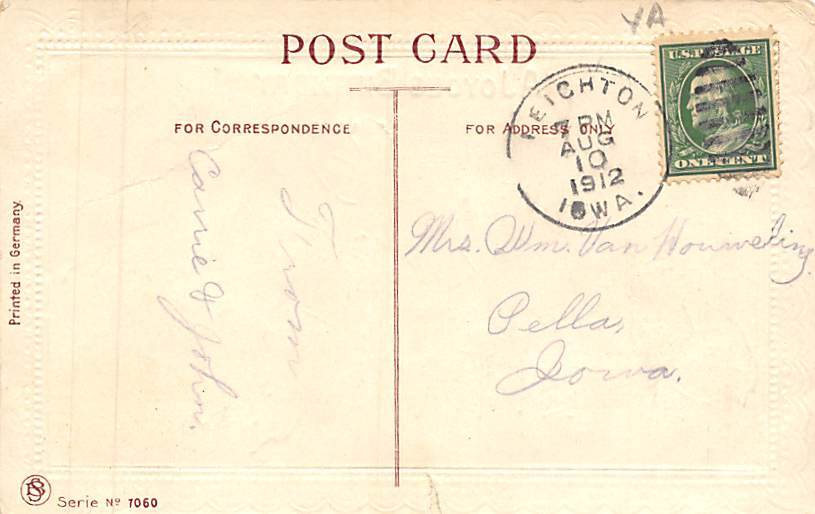 YA
POST CARD
U.S. POSTAGE
ONE CENT
LEIGHTON
7 PM
AUG
10
1912
IOWA.
FOR CORRESPONDENCE
FOR ADDRESS ONLY
From
Carrie & John.
Mrs. Wm. Van Houweling
Pella,
Iowa.
Printed in Germany.
Serie Nº 7060